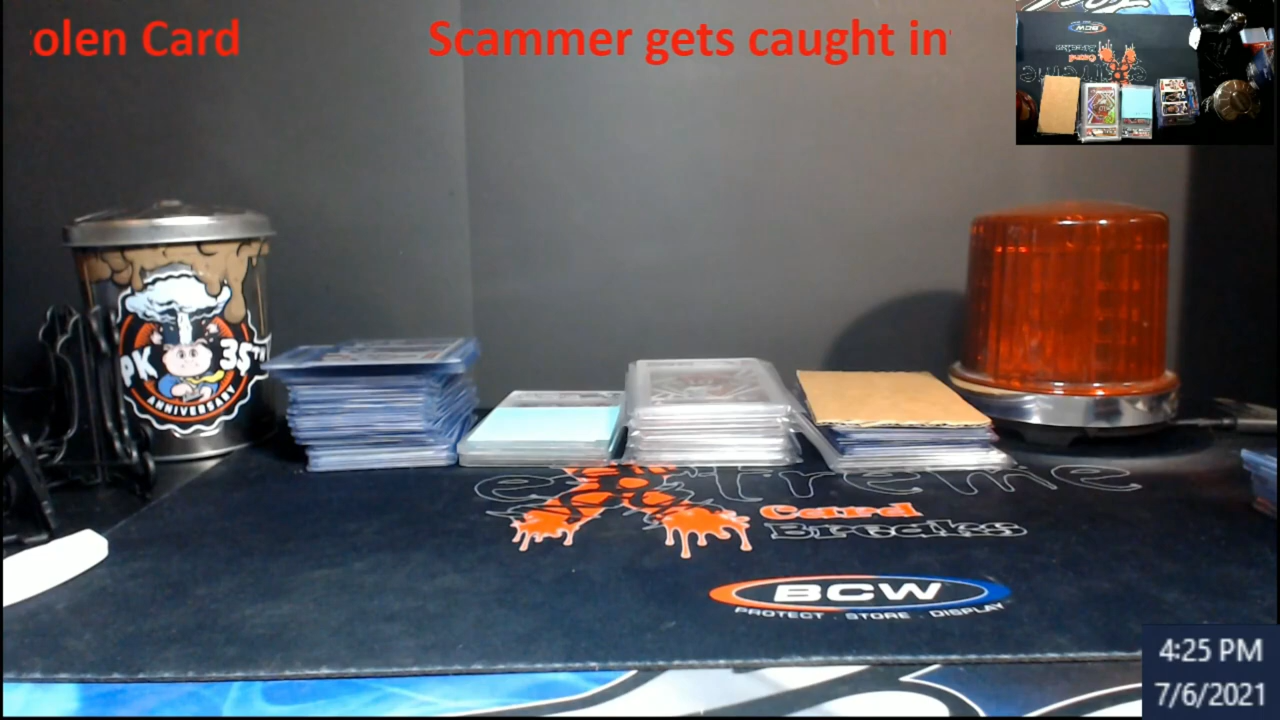 olen Card
Scammer gets caught in
PK 35TH
ANNIVERSARY
extreme
Card
Breaks
BCW
PROTECT . STORE . DISPLAY
4:25 PM
7/6/2021